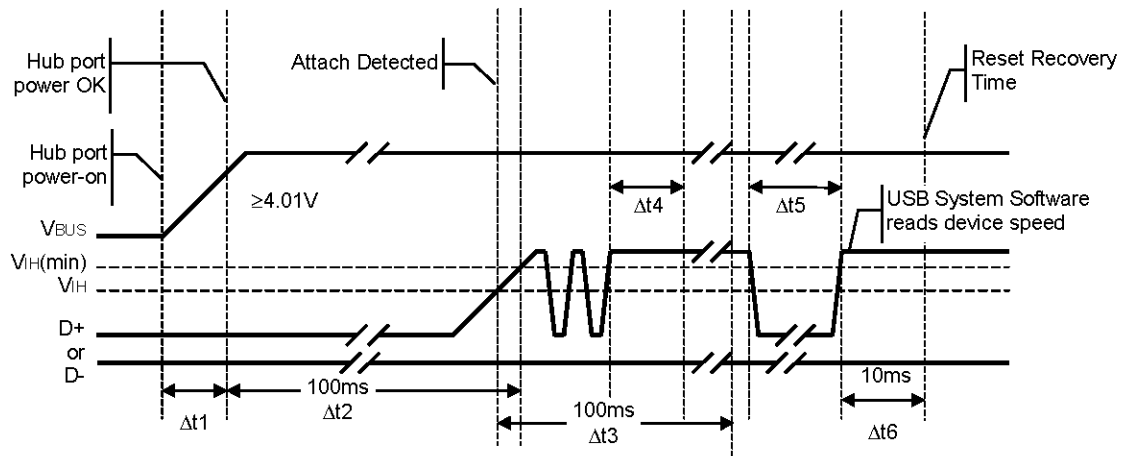 Hub port
power OK
Attach Detected
Reset Recovery
Time
Hub port
power-on
≥4.01V
Δt4
Δt5
USB System Software
reads device speed
VBUS
VIH(min)
VIH
D+
or
D-
Δt1
100ms
Δt2
100ms
Δt3
10ms
Δt6